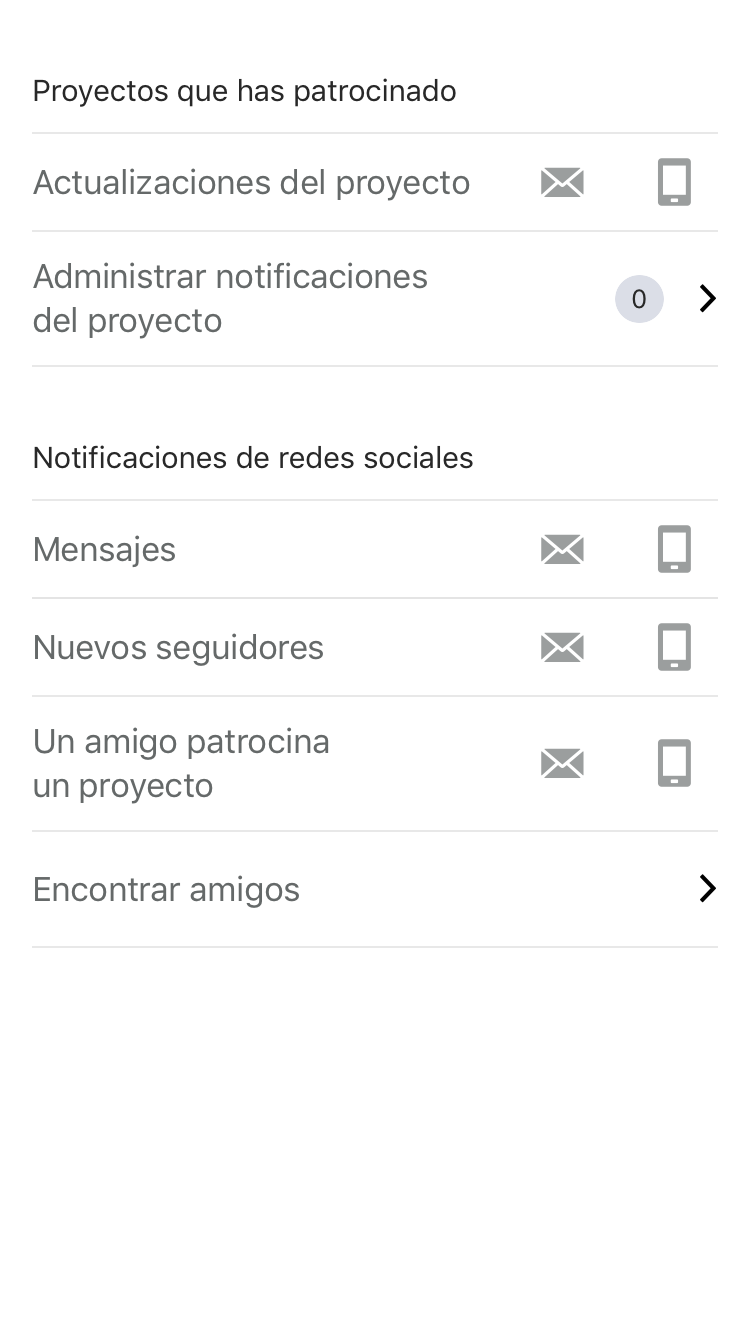 Proyectos que has patrocinado
Actualizaciones del proyecto
Administrar notificaciones
del proyecto
0
Notificaciones de redes sociales
Mensajes
Nuevos seguidores
Un amigo patrocina
un proyecto
Encontrar amigos